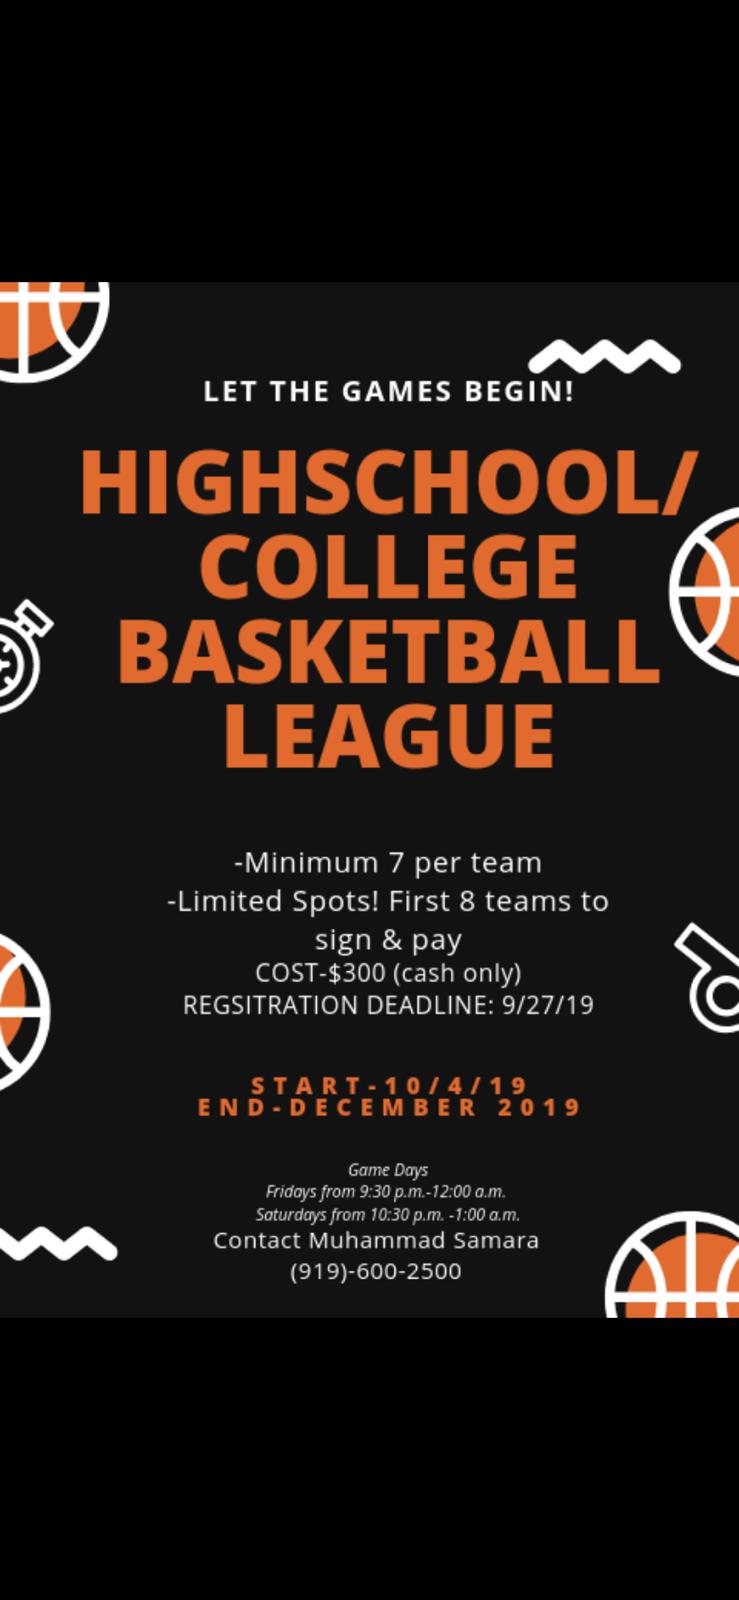 LET THE GAMES BEGIN!
HIGHSCHOOL/
COLLEGE
BASKETBALL
LEAGUE
-Minimum 7 per team
-Limited Spots! First 8 teams to
sign & pay
COST-$300 (cash only)
REGSITRATION DEADLINE: 9/27/19
START-10/4/19
END-DECEMBER 2019
Game Days
Fridays from 9:30 p.m.-12:00 a.m.
Saturdays from 10:30 p.m. -1:00 a.m.
Contact Muhammad Samara
(919)-600-2500